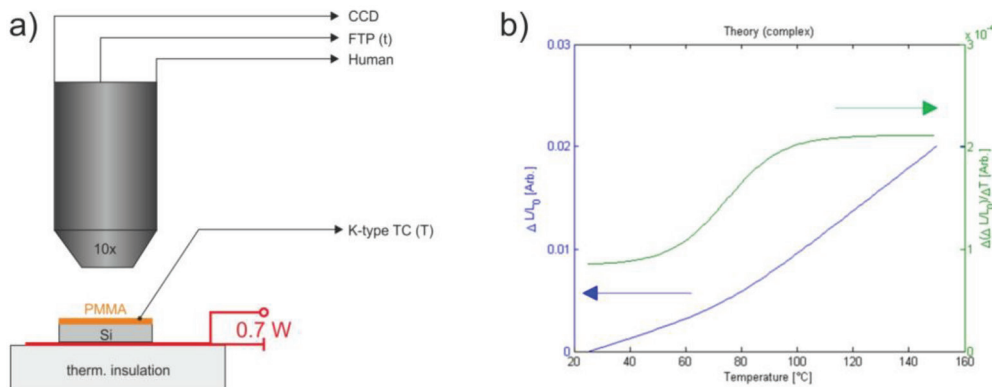 a)
CCD
FTP (t)
Human
10x
K-type TC (T)
PMMA
Si
0.7 W
therm. insulation
b)
Theory (complex)
x 10⁻⁴
0.03
0.02
0.01
0
Δ L/L₀ [Arb.]
3
2
1
0
Δ(Δ L/L₀)/ΔT [Arb.]
20 40 60 80 100 120 140 160
Temperature [°C]